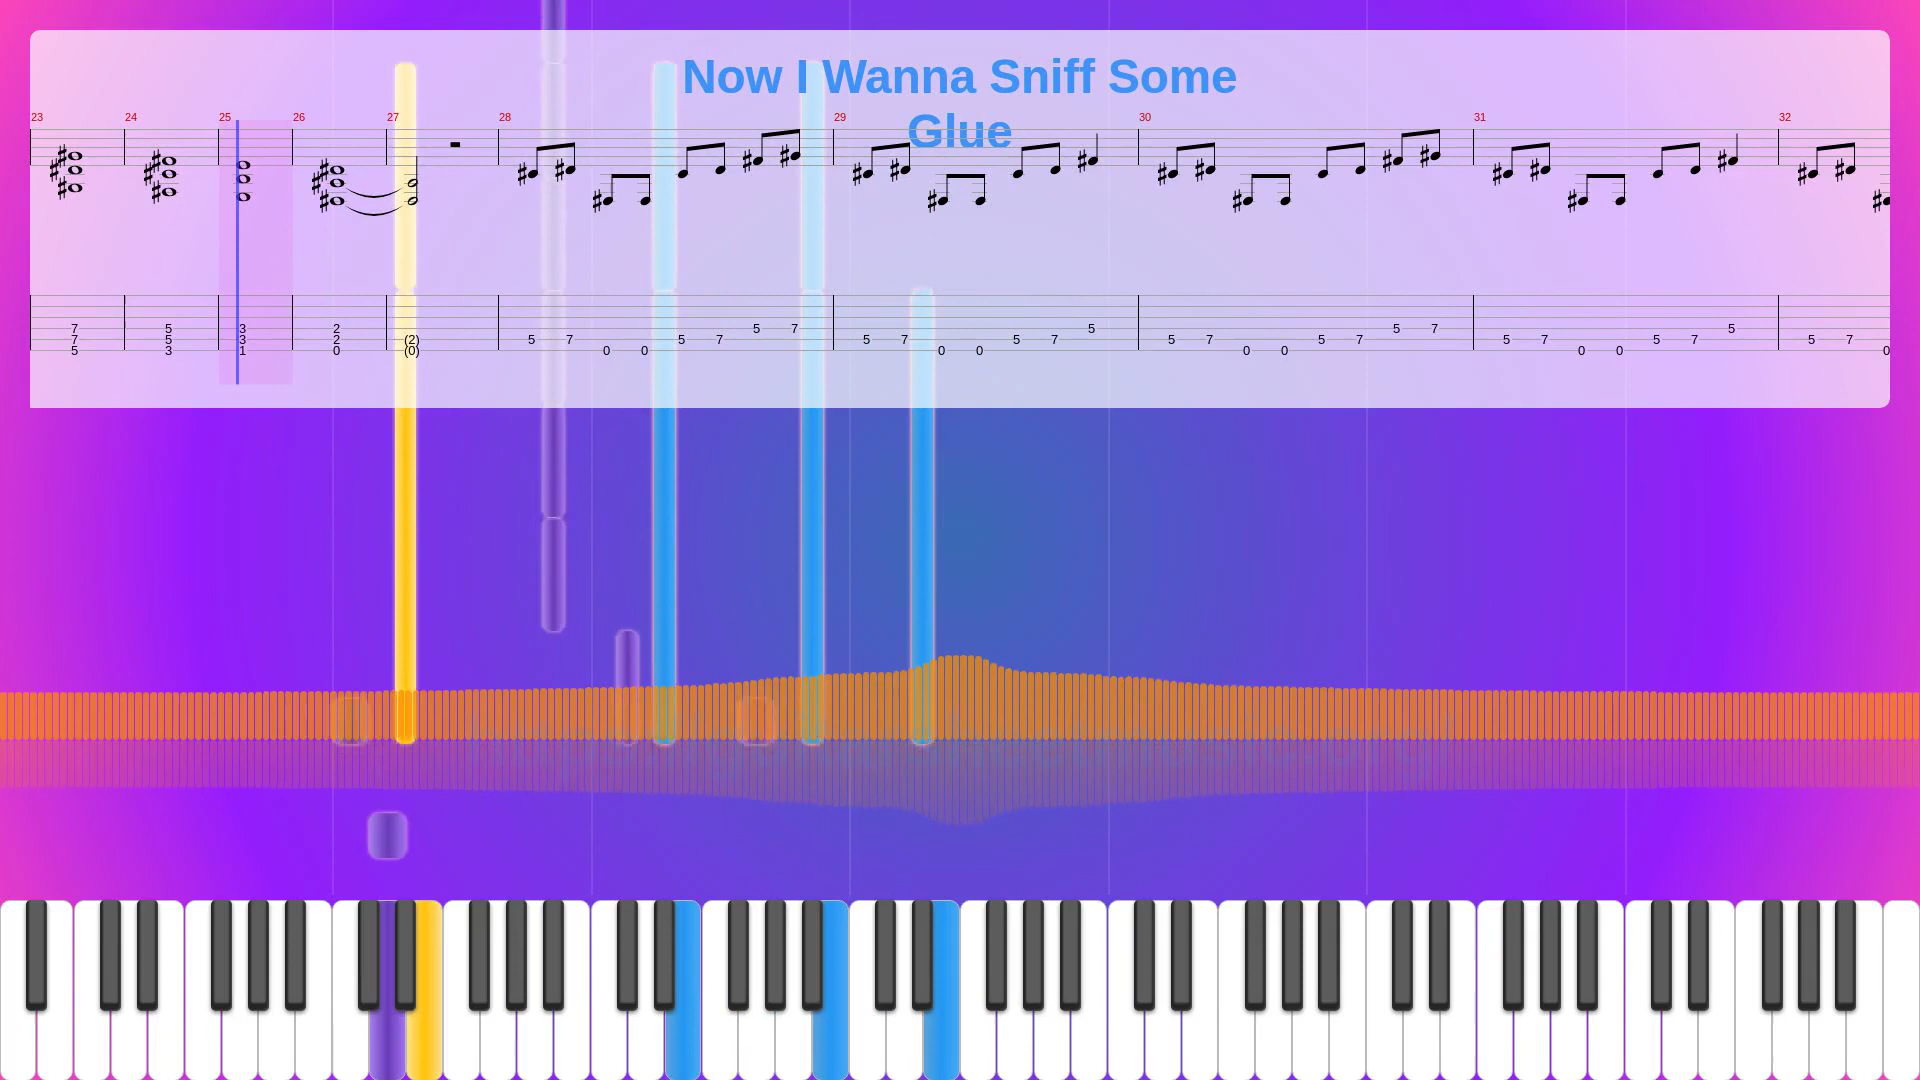 Now I Wanna Sniff Some
Glue
23 24 25 26 27 28 29 30 31 32
7 5 3 2 5 7 5 5 7 5
7 5 3 2 (2) 5 7 5 7 5 7 5 7 5 7 5 7 5 7 5 7 5 7
5 3 1 0 (0) 0 0 0 0 0 0 0 0 0